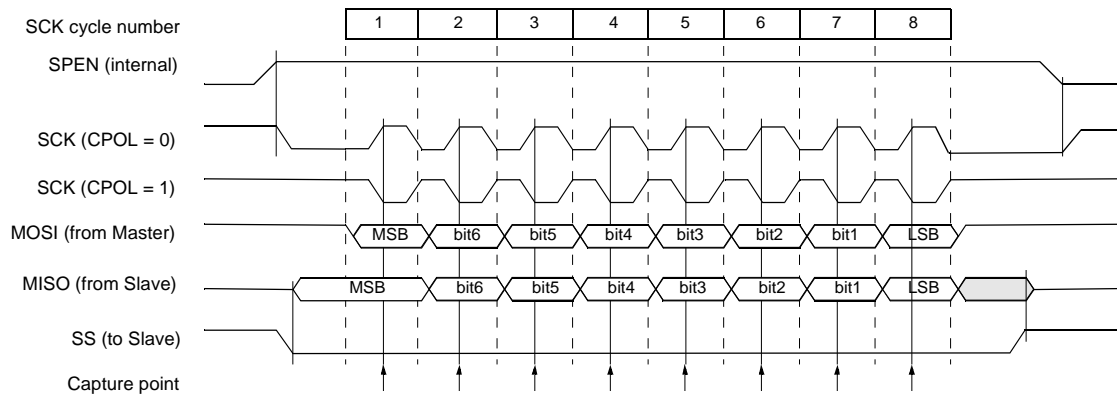 SCK cycle number 1 2 3 4 5 6 7 8
SPEN (internal)
SCK (CPOL = 0)
SCK (CPOL = 1)
MOSI (from Master) MSB bit6 bit5 bit4 bit3 bit2 bit1 LSB
MISO (from Slave) MSB bit6 bit5 bit4 bit3 bit2 bit1 LSB
SS (to Slave)
Capture point